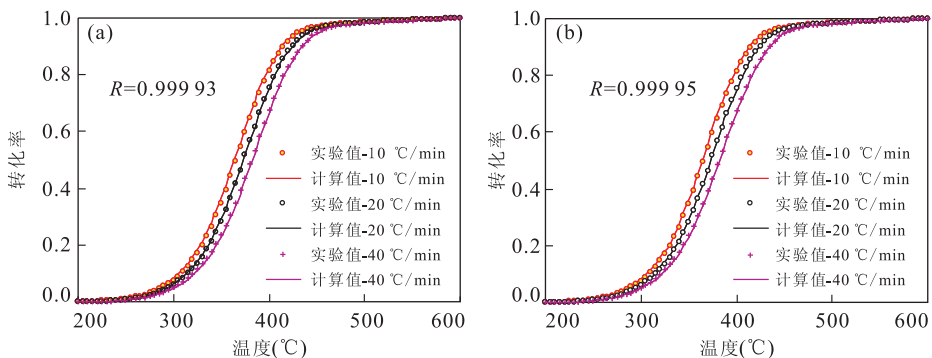 (a)
R=0.999 93
转化率
1.0
0.8
0.6
0.4
0.2
0.0
实验值-10 ℃/min
计算值-10 ℃/min
实验值-20 ℃/min
计算值-20 ℃/min
实验值-40 ℃/min
计算值-40 ℃/min
200 300 400 500 600
温度(℃)
(b)
R=0.999 95
转化率
1.0
0.8
0.6
0.4
0.2
0.0
实验值-10 ℃/min
计算值-10 ℃/min
实验值-20 ℃/min
计算值-20 ℃/min
实验值-40 ℃/min
计算值-40 ℃/min
200 300 400 500 600
温度(℃)